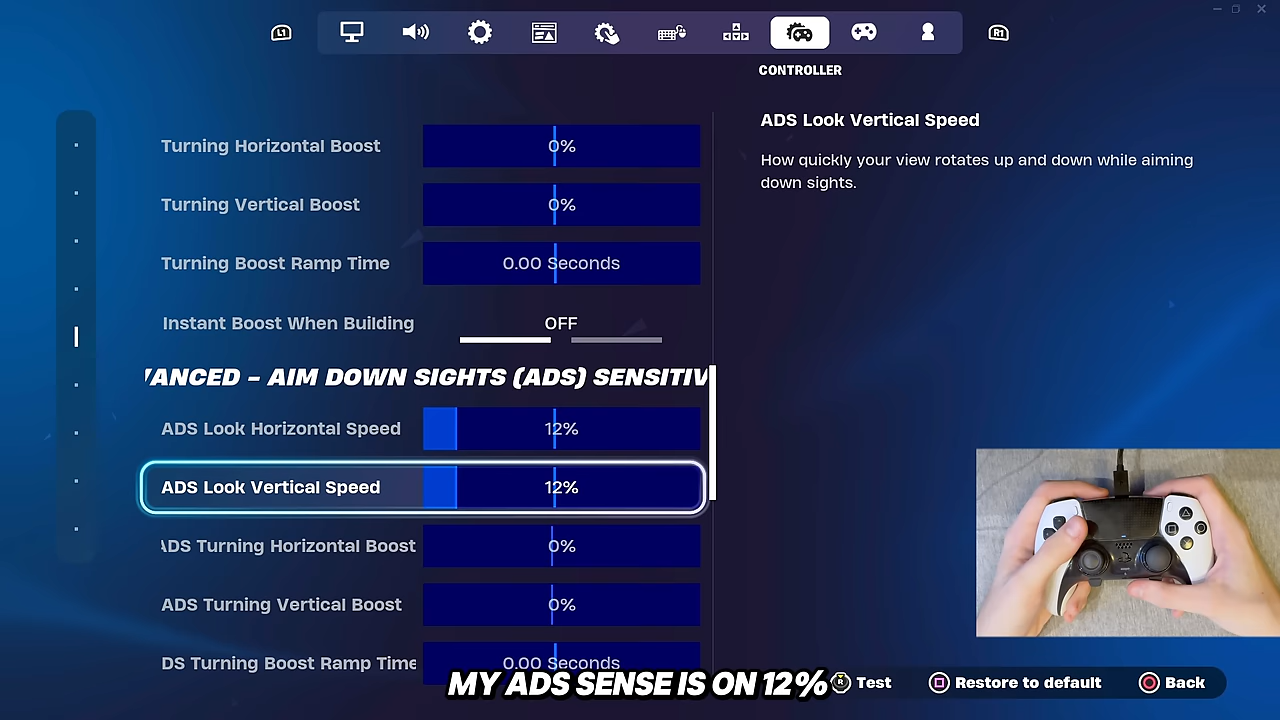 L1
R1
CONTROLLER
Turning Horizontal Boost 0%
Turning Vertical Boost 0%
Turning Boost Ramp Time 0.00 Seconds
Instant Boost When Building OFF
VANCED - AIM DOWN SIGHTS (ADS) SENSITIV
ADS Look Horizontal Speed 12%
ADS Look Vertical Speed 12%
ADS Turning Horizontal Boost 0%
ADS Turning Vertical Boost 0%
DS Turning Boost Ramp Time 0.00 Seconds
ADS Look Vertical Speed
How quickly your view rotates up and down while aiming
down sights.
MY ADS SENSE IS ON 12%
R Test
Restore to default
Back